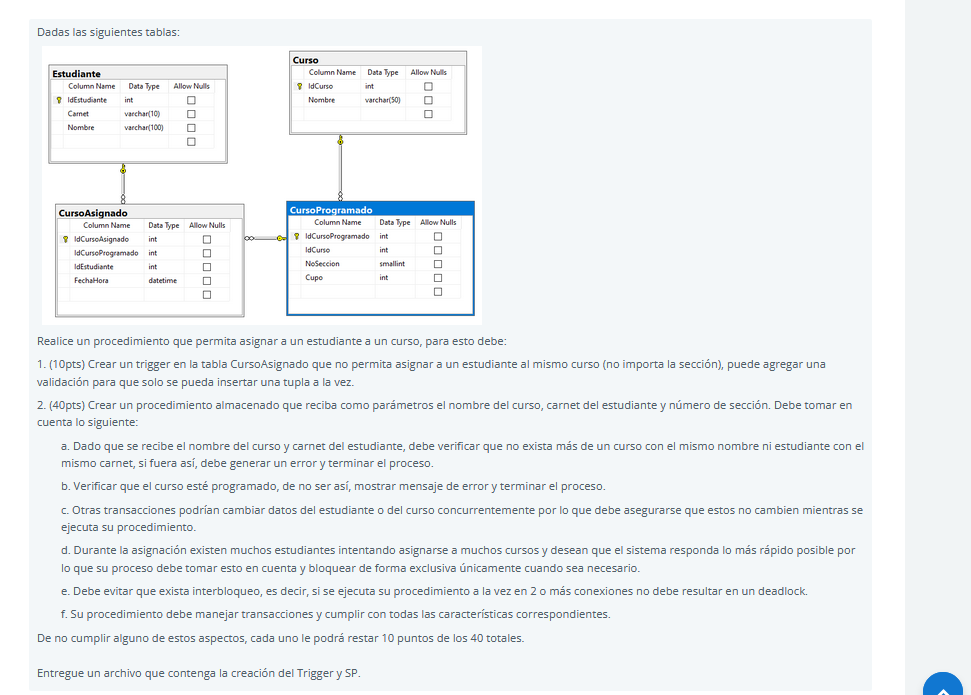 Dadas las siguientes tablas:
Curso
Column Name Data Type Allow Nulls
IdCurso int
Nombre varchar(50)
Estudiante
Column Name Data Type Allow Nulls
IdEstudiante int
Carnet varchar(10)
Nombre varchar(100)
CursoAsignado
Column Name Data Type Allow Nulls
IdCursoAsignado int
IdCursoProgramado int
IdEstudiante int
FechaHora datetime
CursoProgramado
Column Name Data Type Allow Nulls
IdCursoProgramado int
IdCurso int
NoSeccion smallint
Cupo int
Realice un procedimiento que permita asignar a un estudiante a un curso, para esto debe:
1. (10pts) Crear un trigger en la tabla CursoAsignado que no permita asignar a un estudiante al mismo curso (no importa la sección), puede agregar una
validación para que solo se pueda insertar una tupla a la vez.
2. (40pts) Crear un procedimiento almacenado que reciba como parámetros el nombre del curso, carnet del estudiante y número de sección. Debe tomar en
cuenta lo siguiente:
a. Dado que se recibe el nombre del curso y carnet del estudiante, debe verificar que no exista más de un curso con el mismo nombre ni estudiante con el
mismo carnet, si fuera así, debe generar un error y terminar el proceso.
b. Verificar que el curso esté programado, de no ser así, mostrar mensaje de error y terminar el proceso.
c. Otras transacciones podrían cambiar datos del estudiante o del curso concurrentemente por lo que debe asegurarse que estos no cambien mientras se
ejecuta su procedimiento.
d. Durante la asignación existen muchos estudiantes intentando asignarse a muchos cursos y desean que el sistema responda lo más rápido posible por
lo que su proceso debe tomar esto en cuenta y bloquear de forma exclusiva únicamente cuando sea necesario.
e. Debe evitar que exista interbloqueo, es decir, si se ejecuta su procedimiento a la vez en 2 o más conexiones no debe resultar en un deadlock.
f. Su procedimiento debe manejar transacciones y cumplir con todas las características correspondientes.
De no cumplir alguno de estos aspectos, cada uno le podrá restar 10 puntos de los 40 totales.
Entregue un archivo que contenga la creación del Trigger y SP.